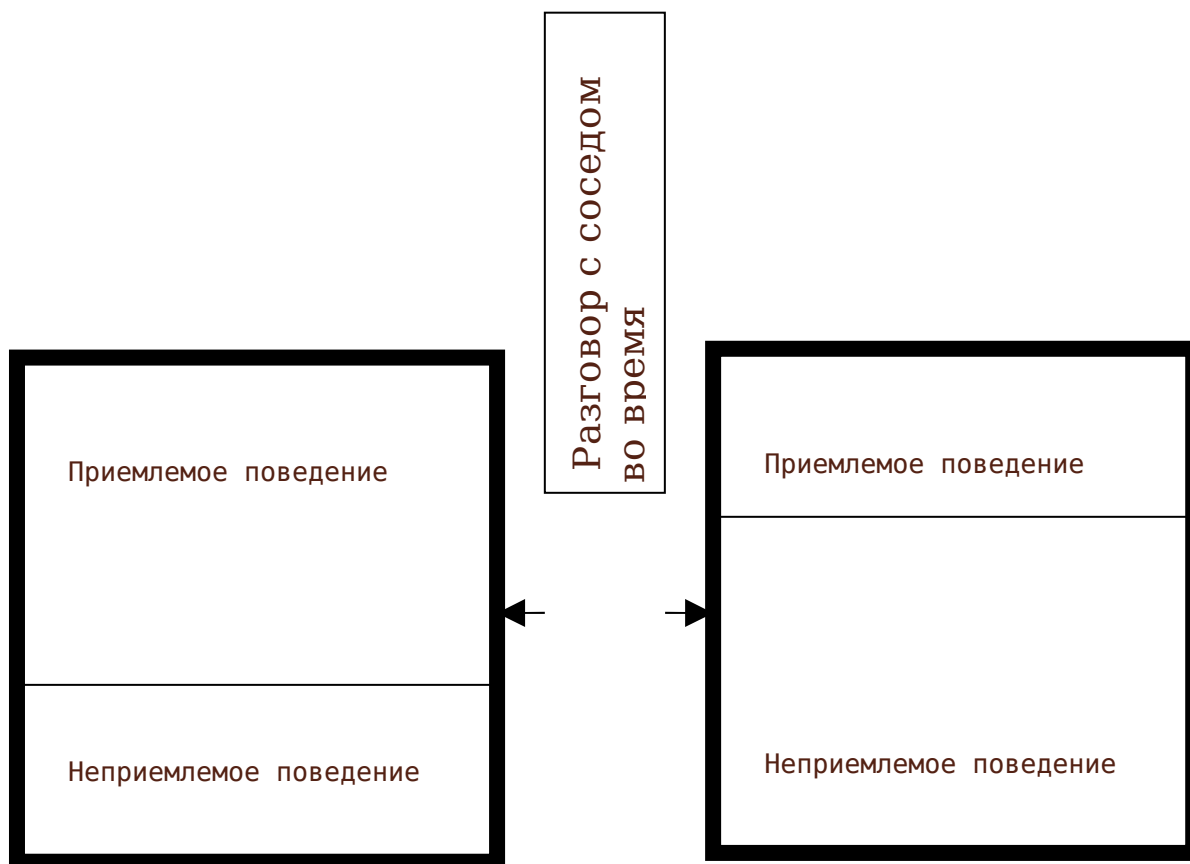 Разговор с соседом
во время
Приемлемое поведение
Неприемлемое поведение
Приемлемое поведение
Неприемлемое поведение